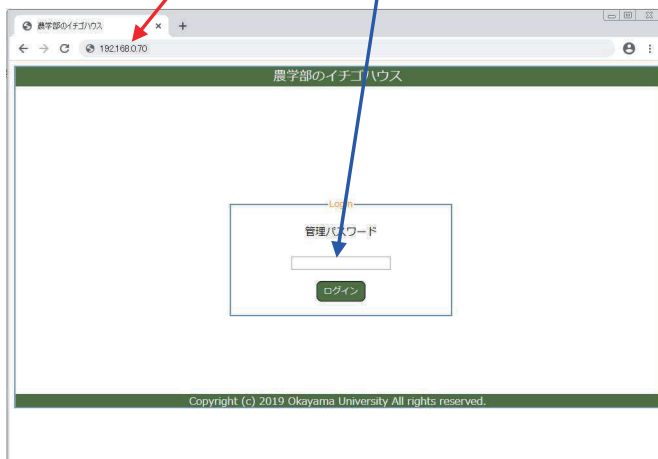 農学部のイチゴハウス
192.168.0.70
農学部のイチゴハウス
Login
管理パスワード
ログイン
Copyright (c) 2019 Okayama University All rights reserved.